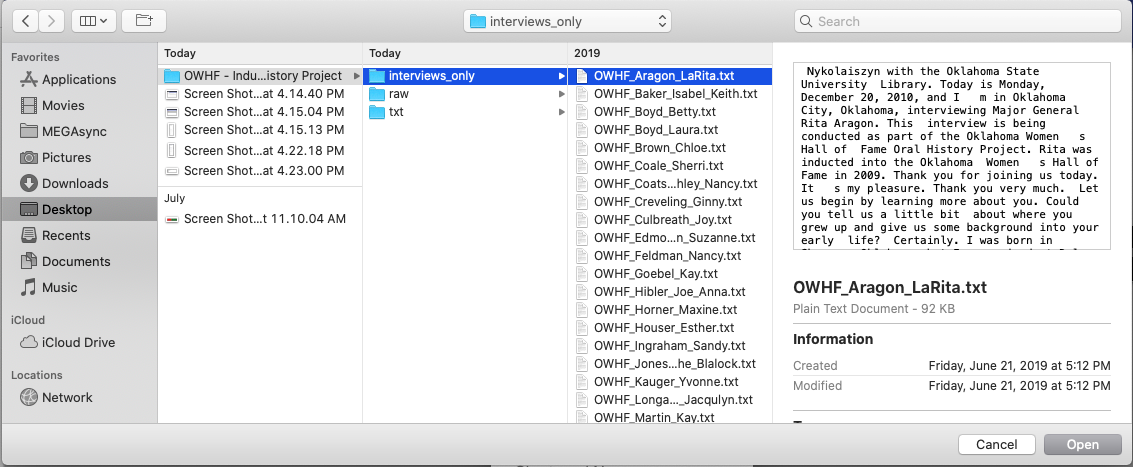 interviews_only
Search
Favorites
Applications
Movies
MEGAsync
Pictures
Downloads
Desktop
Recents
Documents
Music
iCloud
iCloud Drive
Locations
Network
Today
OWHF - Indu...istory Project
Screen Shot...at 4.14.40 PM
Screen Shot...at 4.15.04 PM
Screen Shot...at 4.15.13 PM
Screen Shot...at 4.22.18 PM
Screen Shot...at 4.23.00 PM
July
Screen Shot...t 11.10.04 AM
Today
interviews_only
raw
txt
2019
OWHF_Aragon_LaRita.txt
OWHF_Baker_Isabel_Keith.txt
OWHF_Boyd_Betty.txt
OWHF_Boyd_Laura.txt
OWHF_Brown_Chloe.txt
OWHF_Coale_Sherri.txt
OWHF_Coats...hley_Nancy.txt
OWHF_Creveling_Ginny.txt
OWHF_Culbreath_Joy.txt
OWHF_Edmo...n_Suzanne.txt
OWHF_Feldman_Nancy.txt
OWHF_Goebel_Kay.txt
OWHF_Hibler_Joe_Anna.txt
OWHF_Horner_Maxine.txt
OWHF_Houser_Esther.txt
OWHF_Ingraham_Sandy.txt
OWHF_Jones...he_Blalock.txt
OWHF_Kauger_Yvonne.txt
OWHF_Longa..._Jacqulyn.txt
OWHF_Martin_Kay.txt
Nykolaiszyn with the Oklahoma State
University  Library. Today is Monday,
December 20, 2010, and I   m in Oklahoma
City, Oklahoma, interviewing Major General
Rita Aragon. This  interview is being
conducted as part of the Oklahoma Women   s
Hall of  Fame Oral History Project. Rita was
inducted into the Oklahoma  Women   s Hall of
Fame in 2009. Thank you for joining us today.
It   s my pleasure. Thank you very much.  Let
us begin by learning more about you. Could
you tell us a little bit  about where you
grew up and give us some background into your
early  life?  Certainly. I was born in
OWHF_Aragon_LaRita.txt
Plain Text Document - 92 KB
Information
Created Friday, June 21, 2019 at 5:12 PM
Modified Friday, June 21, 2019 at 5:12 PM
Cancel
Open